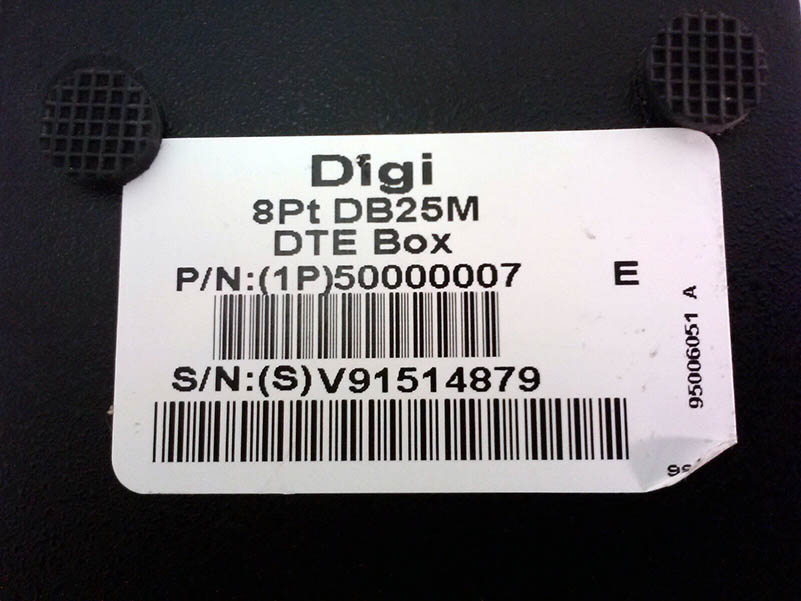 Digi
8Pt DB25M
DTE Box
P/N:(1P)50000007 E
S/N:(S)V91514879
95006051 A